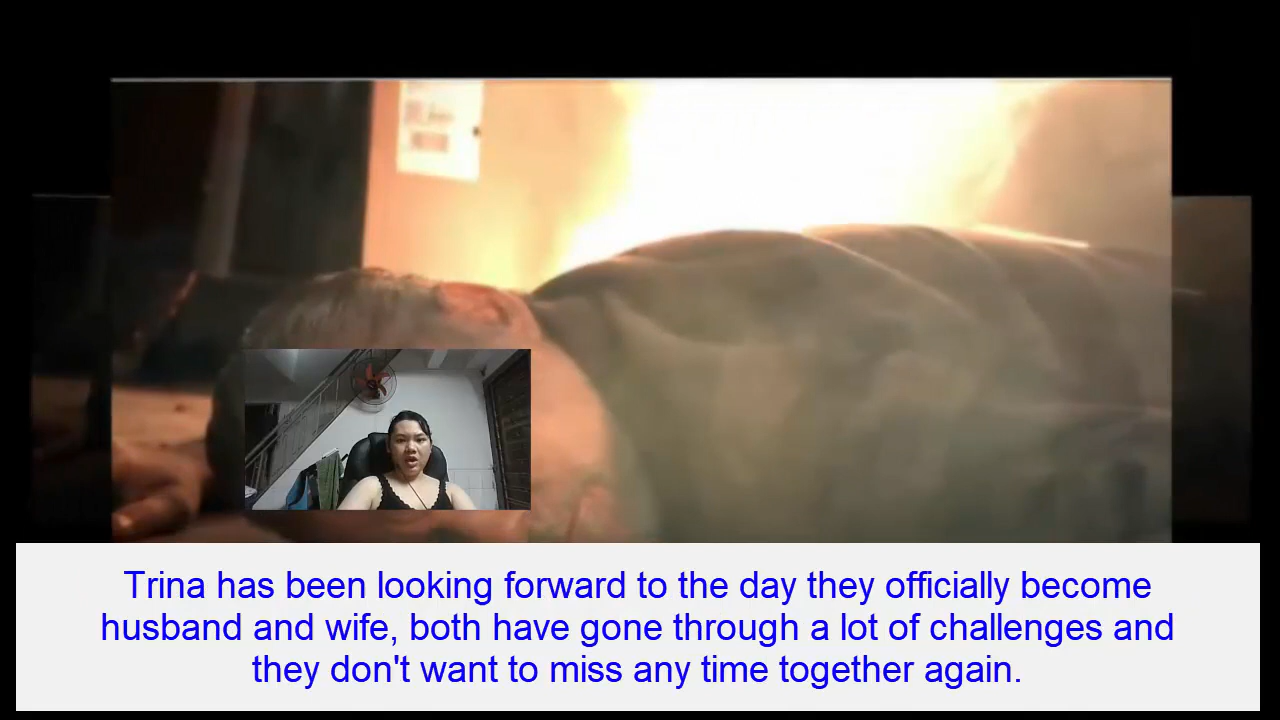 Trina has been looking forward to the day they officially become
husband and wife, both have gone through a lot of challenges and
they don't want to miss any time together again.